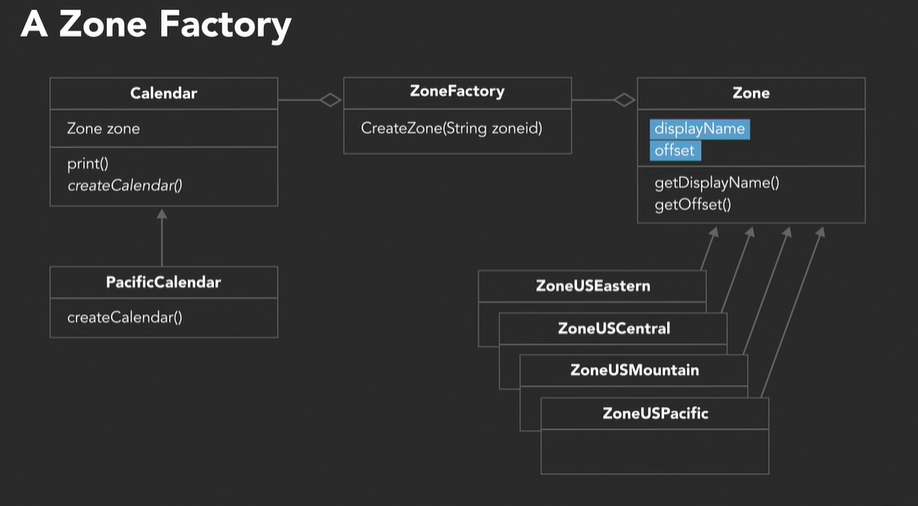 A Zone Factory
Calendar
Zone zone
print()
createCalendar()
PacificCalendar
createCalendar()
ZoneFactory
CreateZone(String zoneid)
Zone
displayName
offset
getDisplayName()
getOffset()
ZoneUSEastern
ZoneUSCentral
ZoneUSMountain
ZoneUSPacific